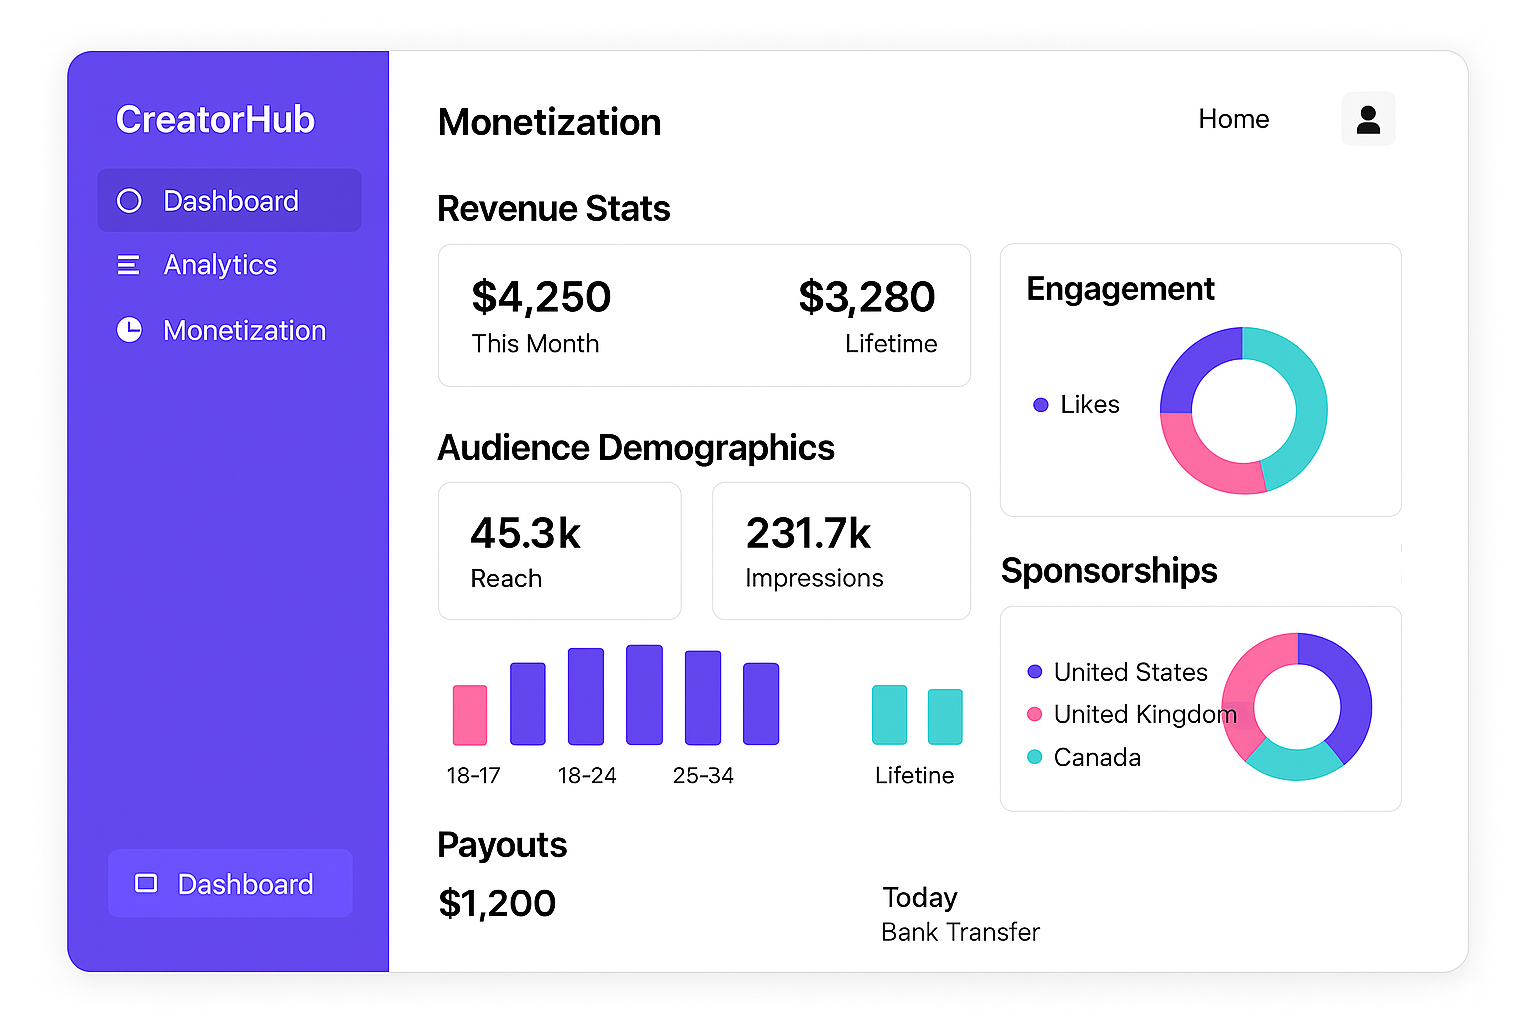 CreatorHub
Dashboard
Analytics
Monetization
Dashboard
Monetization
Home
Revenue Stats
$4,250
This Month
$3,280
Lifetime
Engagement
Likes
Audience Demographics
45.3k
Reach
231.7k
Impressions
18-17
18-24
25-34
Lifetine
Sponsorships
United States
United Kingdom
Canada
Payouts
$1,200
Today
Bank Transfer